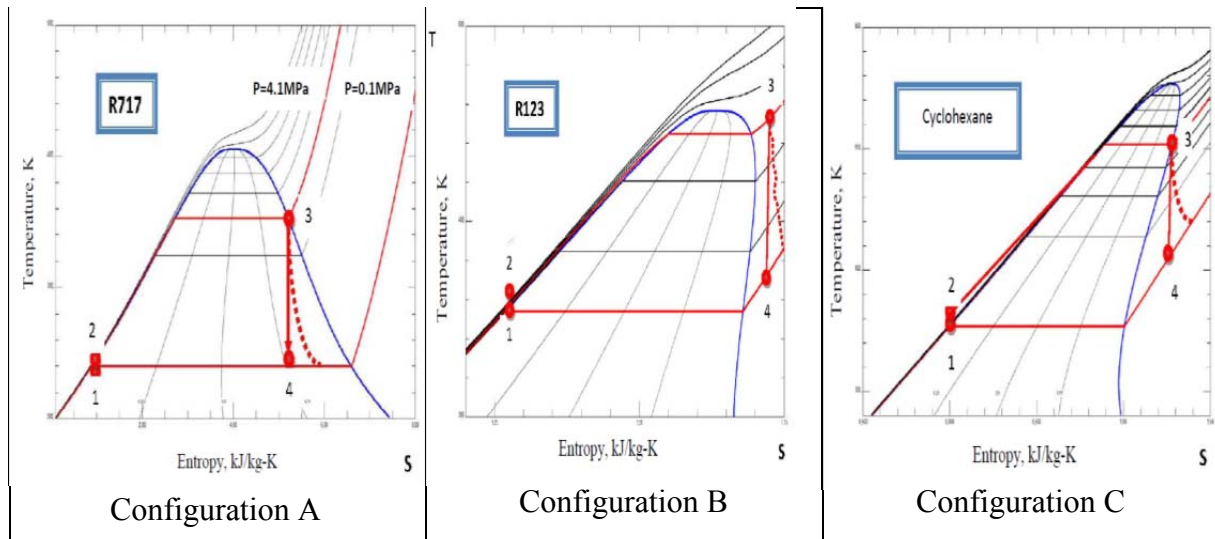 R717
P=4.1MPa
P=0.1MPa
3
2
1
4
Temperature, K
Entropy, kJ/kg-K
S
Configuration A
T
R123
3
2
1
4
Temperature, K
Entropy, kJ/kg-K
S
Configuration B
Cyclohexane
3
2
1
4
Temperature, K
Entropy, kJ/kg-K
S
Configuration C